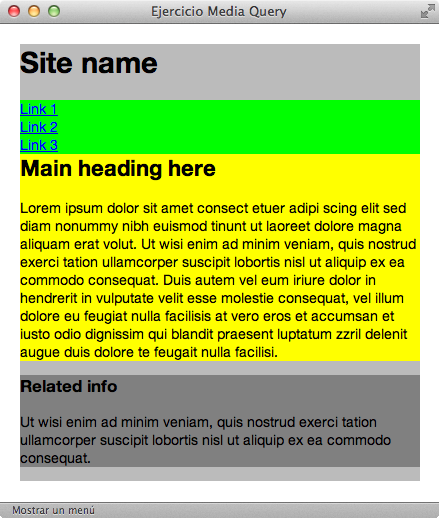 Ejercicio Media Query
Site name
Link 1
Link 2
Link 3
Main heading here
Lorem ipsum dolor sit amet consect etuer adipi scing elit sed
diam nonummy nibh euismod tinunt ut laoreet dolore magna
aliquam erat volut. Ut wisi enim ad minim veniam, quis nostrud
exerci tation ullamcorper suscipit lobortis nisl ut aliquip ex ea
commodo consequat. Duis autem vel eum iriure dolor in
hendrerit in vulputate velit esse molestie consequat, vel illum
dolore eu feugiat nulla facilisis at vero eros et accumsan et
iusto odio dignissim qui blandit praesent luptatum zzril delenit
augue duis dolore te feugait nulla facilisi.
Related info
Ut wisi enim ad minim veniam, quis nostrud exerci tation
ullamcorper suscipit lobortis nisl ut aliquip ex ea commodo
consequat.
Mostrar un menú